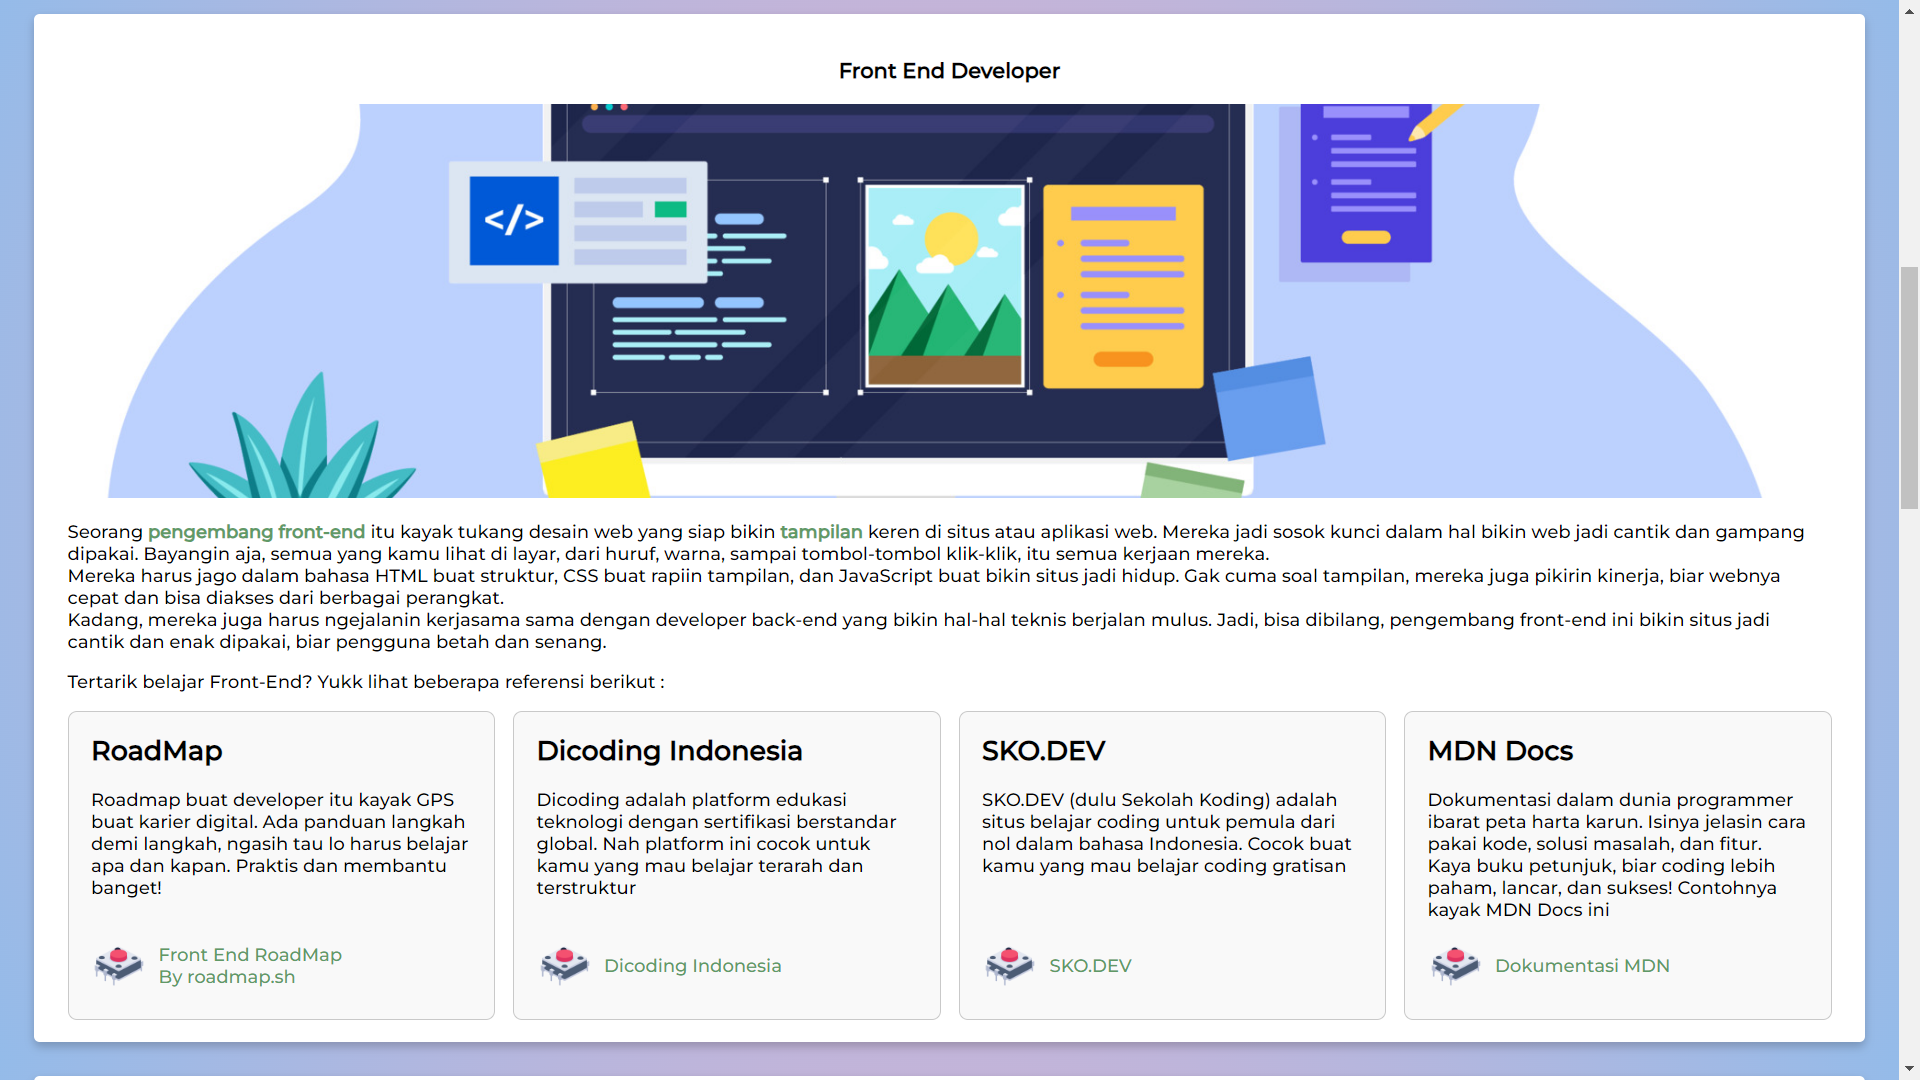 Front End Developer
</>
Seorang pengembang front-end itu kayak tukang desain web yang siap bikin tampilan keren di situs atau aplikasi web. Mereka jadi sosok kunci dalam hal bikin web jadi cantik dan gampang
dipakai. Bayangin aja, semua yang kamu lihat di layar, dari huruf, warna, sampai tombol-tombol klik-klik, itu semua kerjaan mereka.
Mereka harus jago dalam bahasa HTML buat struktur, CSS buat rapiin tampilan, dan JavaScript buat bikin situs jadi hidup. Gak cuma soal tampilan, mereka juga pikirin kinerja, biar webnya
cepat dan bisa diakses dari berbagai perangkat.
Kadang, mereka juga harus ngejalanin kerjasama sama dengan developer back-end yang bikin hal-hal teknis berjalan mulus. Jadi, bisa dibilang, pengembang front-end ini bikin situs jadi
cantik dan enak dipakai, biar pengguna betah dan senang.
Tertarik belajar Front-End? Yukk lihat beberapa referensi berikut :
RoadMap
Roadmap buat developer itu kayak GPS
buat karier digital. Ada panduan langkah
demi langkah, ngasih tau lo harus belajar
apa dan kapan. Praktis dan membantu
banget!
Front End RoadMap
By roadmap.sh
Dicoding Indonesia
Dicoding adalah platform edukasi
teknologi dengan sertifikasi berstandar
global. Nah platform ini cocok untuk
kamu yang mau belajar terarah dan
terstruktur
Dicoding Indonesia
SKO.DEV
SKO.DEV (dulu Sekolah Koding) adalah
situs belajar coding untuk pemula dari
nol dalam bahasa Indonesia. Cocok buat
kamu yang mau belajar coding gratisan
SKO.DEV
MDN Docs
Dokumentasi dalam dunia programmer
ibarat peta harta karun. Isinya jelasin cara
pakai kode, solusi masalah, dan fitur.
Kaya buku petunjuk, biar coding lebih
paham, lancar, dan sukses! Contohnya
kayak MDN Docs ini
Dokumentasi MDN